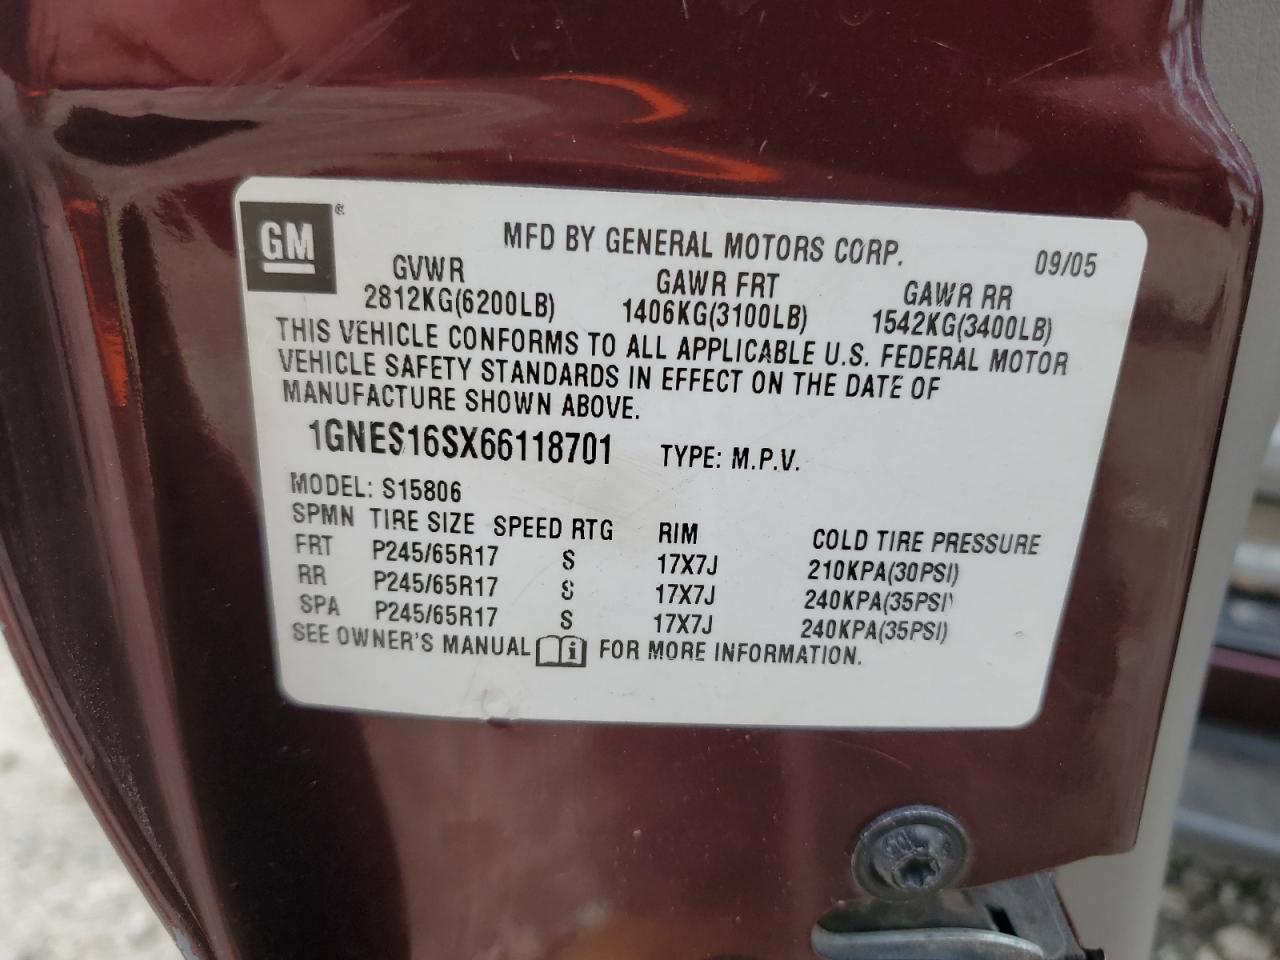 GM®
MFD BY GENERAL MOTORS CORP. 09/05
GVWR GAWR FRT GAWR RR
2812KG(6200LB) 1406KG(3100LB) 1542KG(3400LB)
THIS VEHICLE CONFORMS TO ALL APPLICABLE U.S. FEDERAL MOTOR
VEHICLE SAFETY STANDARDS IN EFFECT ON THE DATE OF
MANUFACTURE SHOWN ABOVE.
1GNES16SX66118701 TYPE: M.P.V.
MODEL: S15806
SPMN TIRE SIZE SPEED RTG RIM COLD TIRE PRESSURE
FRT P245/65R17 S 17X7J 210KPA(30PSI)
RR P245/65R17 S 17X7J 240KPA(35PSI)
SPA P245/65R17 S 17X7J 240KPA(35PSI)
SEE OWNER'S MANUAL i FOR MORE INFORMATION.